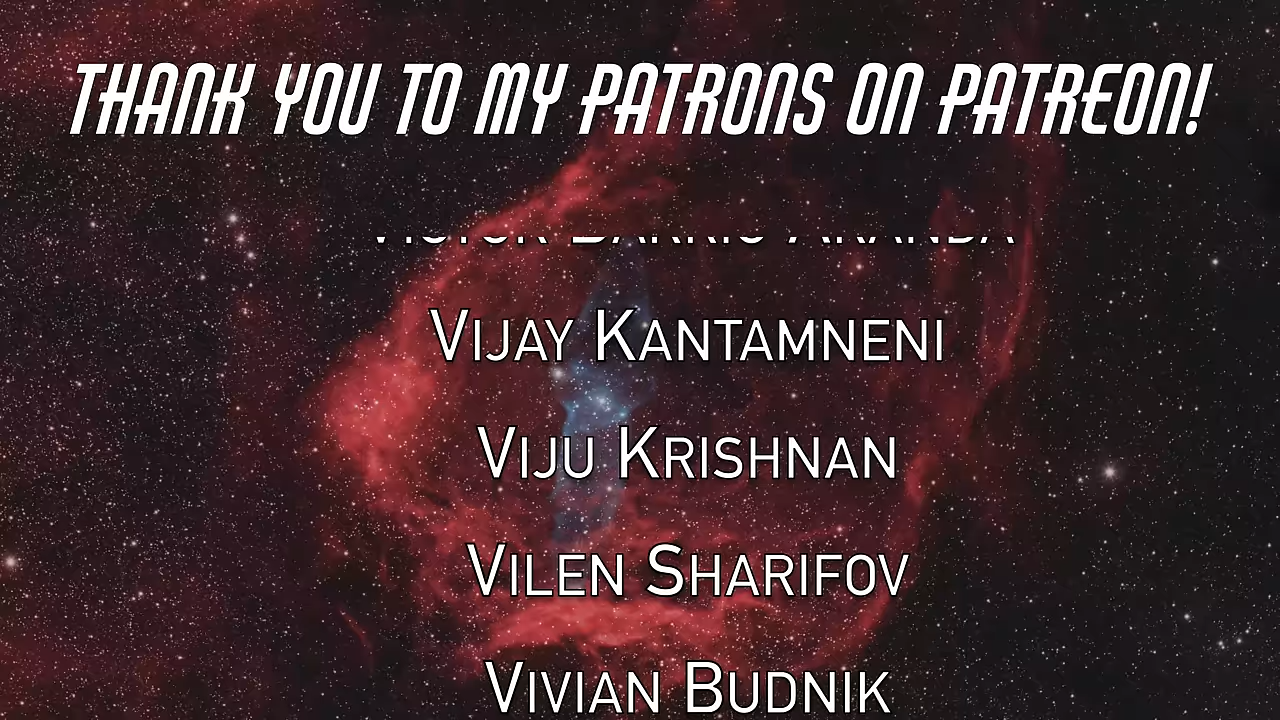 THANK YOU TO MY PATRONS ON PATREON!
VIJAY KANTAMNENI
VIJU KRISHNAN
VILEN SHARIFOV
VIVIAN BUDNIK